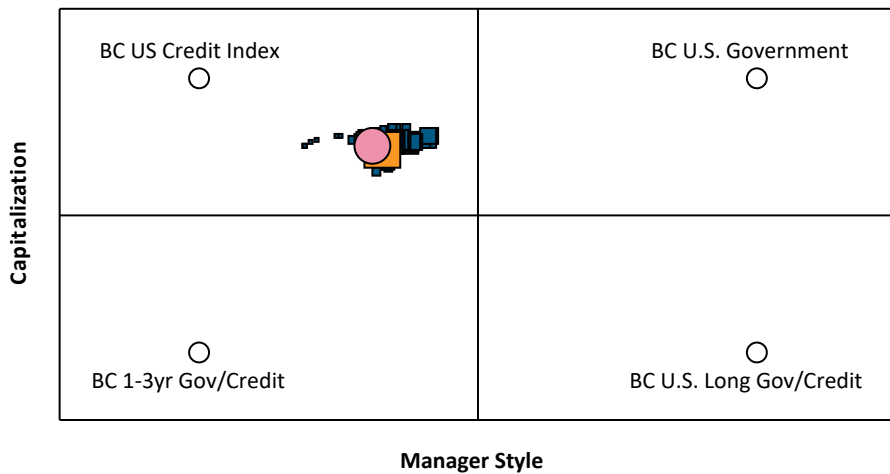 BC US Credit Index
BC U.S. Government
Capitalization
BC 1-3yr Gov/Credit
BC U.S. Long Gov/Credit
Manager Style